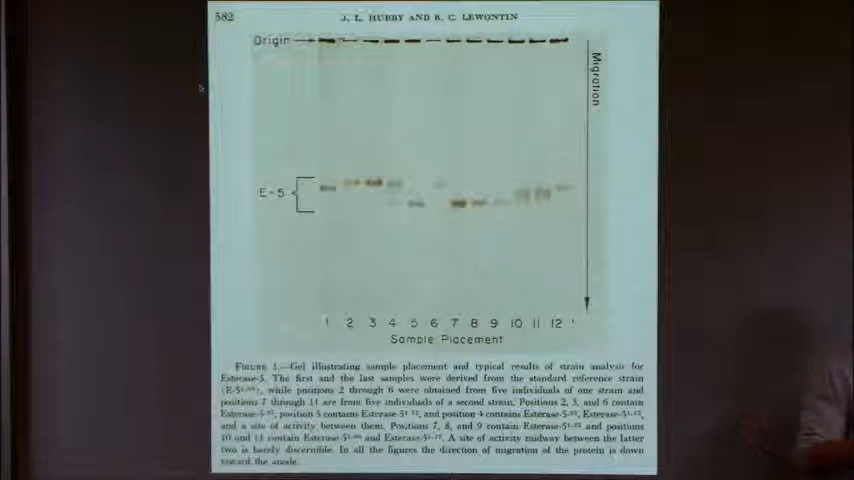 582
J. L. HUBBY AND R. C. LEWONTIN
Origin
Migration
E-5
1 2 3 4 5 6 7 8 9 10 11 12
Sample Placement
FIGURE 1.—Gel illustrating sample placement and typical results of strain analysis for
Esterase-5. The first and the last samples were derived from the standard reference strain
while positions 2 through 6 were obtained from five individuals of one strain and
positions 7 through 11 are from five individuals of a second strain. Positions 2, 3, and 6 contain
position 5 contains and position 4 contains
and a site of activity between them. Positions 7, 8, and 9 contain and positions
10 and 11 contain and A site of activity midway between the latter
two is barely discernible. In all the figures the direction of migration of the protein is down
toward the anode.